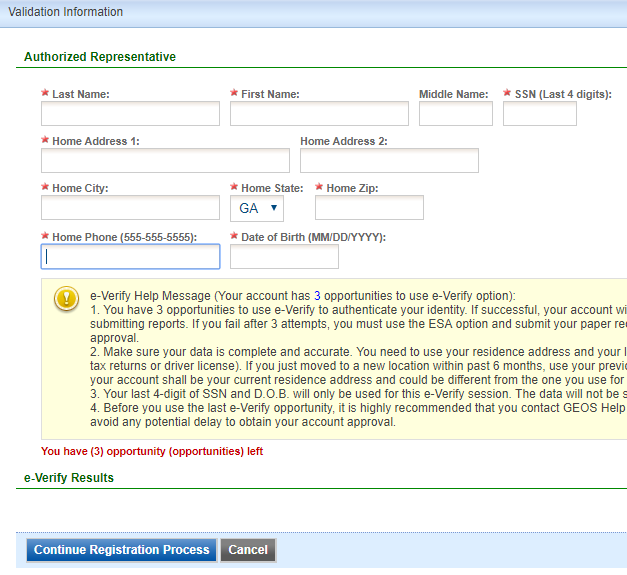 Validation Information
Authorized Representative
* Last Name: * First Name: Middle Name: * SSN (Last 4 digits):
* Home Address 1: Home Address 2:
* Home City: * Home State: * Home Zip:
GA
* Home Phone (555-555-5555): * Date of Birth (MM/DD/YYYY):
e-Verify Help Message (Your account has 3 opportunities to use e-Verify option):
1. You have 3 opportunities to use e-Verify to authenticate your identity. If successful, your account wi
submitting reports. If you fail after 3 attempts, you must use the ESA option and submit your paper re
approval.
2. Make sure your data is complete and accurate. You need to use your residence address and your l
tax returns or driver license). If you just moved to a new location within past 6 months, use your previo
your account shall be your current residence address and could be different from the one you use for
3. Your last 4-digit of SSN and D.O.B. will only be used for this e-Verify session. The data will not be s
4. Before you use the last e-Verify opportunity, it is highly recommended that you contact GEOS Help
avoid any potential delay to obtain your account approval.
You have (3) opportunity (opportunities) left
e-Verify Results
Continue Registration Process Cancel